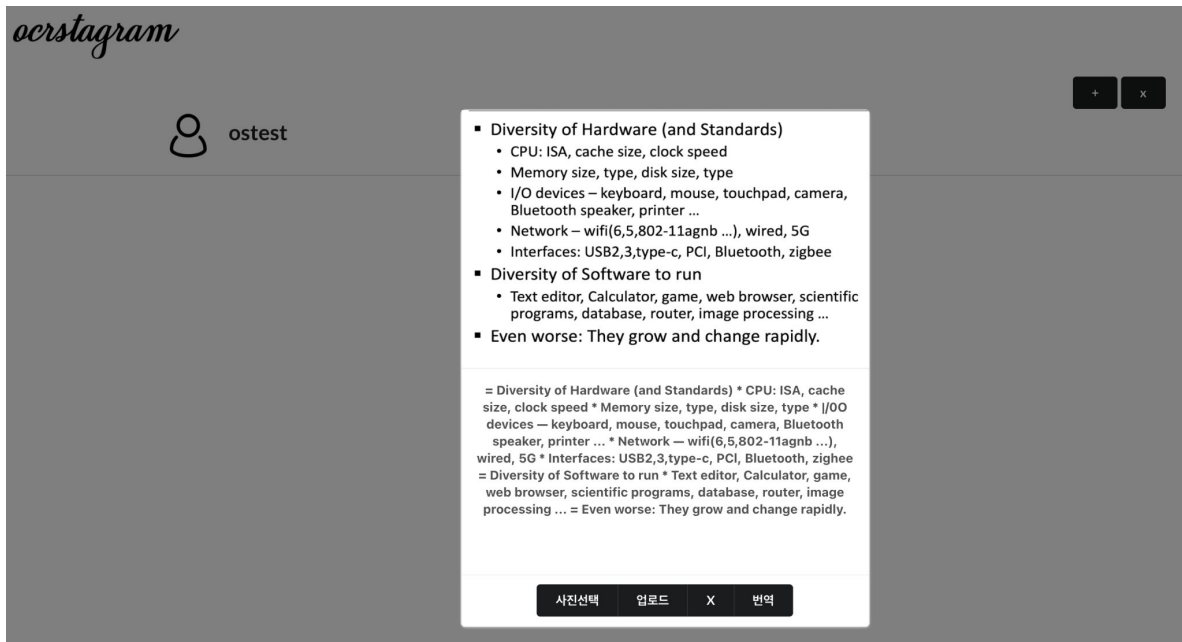 ocrstagram
+ x
ostest
▪ Diversity of Hardware (and Standards)
• CPU: ISA, cache size, clock speed
• Memory size, type, disk size, type
• I/O devices – keyboard, mouse, touchpad, camera,
Bluetooth speaker, printer ...
• Network – wifi(6,5,802-11agnb ...), wired, 5G
• Interfaces: USB2,3,type-c, PCI, Bluetooth, zigbee
▪ Diversity of Software to run
• Text editor, Calculator, game, web browser, scientific
programs, database, router, image processing ...
▪ Even worse: They grow and change rapidly.
= Diversity of Hardware (and Standards) * CPU: ISA, cache
size, clock speed * Memory size, type, disk size, type * |/0O
devices — keyboard, mouse, touchpad, camera, Bluetooth
speaker, printer ... * Network — wifi(6,5,802-11agnb ...),
wired, 5G * Interfaces: USB2,3,type-c, PCI, Bluetooth, zighee
= Diversity of Software to run * Text editor, Calculator, game,
web browser, scientific programs, database, router, image
processing ... = Even worse: They grow and change rapidly.
사진선택 업로드 X 번역